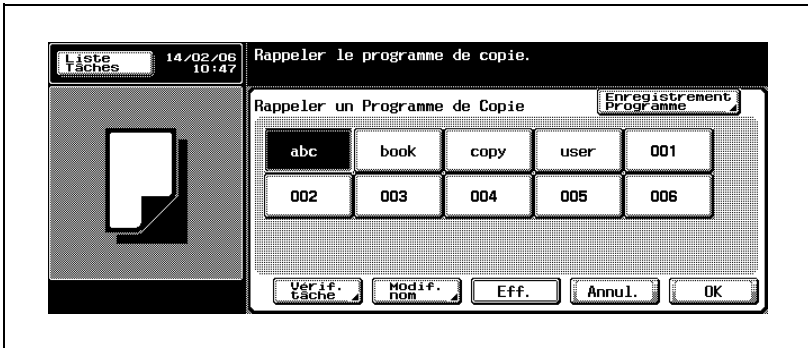 Liste
Tâches
14/02/06
10:47
Rappeler le programme de copie.
Rappeler un Programme de Copie
Enregistrement
Programme
abc book copy user 001
002 003 004 005 006
Vérif.
tâche
Modif.
nom
Eff.
Annul.
OK